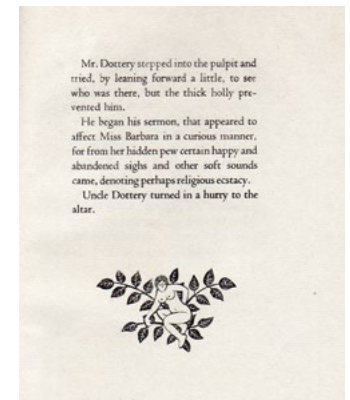 Mr. Dottery stepped into the pulpit and
tried, by leaning forward a little, to see
who was there, but the thick holly pre-
vented him.
He began his sermon, that appeared to
affect Miss Barbara in a curious manner,
for from her hidden pew certain happy and
abandoned sighs and other soft sounds
came, denoting perhaps religious ecstacy.
Uncle Dottery turned in a hurry to the
altar.